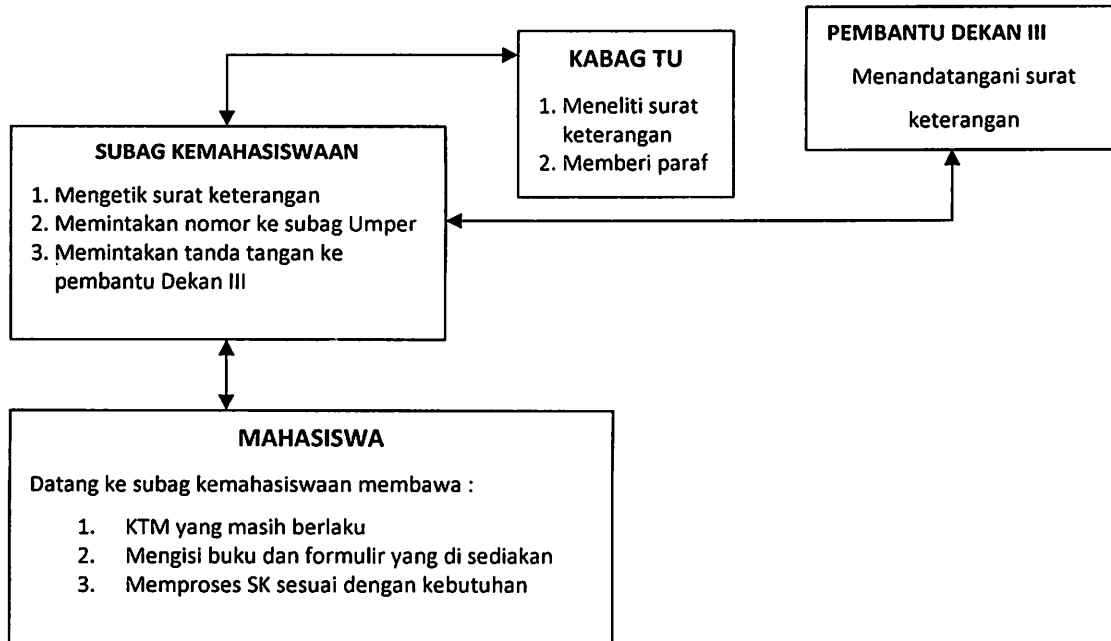 KABAG TU
1. Meneliti surat
keterangan
2. Memberi paraf
PEMBANTU DEKAN III
Menandatangani surat
keterangan
SUBAG KEMAHASISWAAN
1. Mengetik surat keterangan
2. Memintakan nomor ke subag Umper
3. Memintakan tanda tangan ke
pembantu Dekan III
MAHASISWA
Datang ke subag kemahasiswaan membawa :
1. KTM yang masih berlaku
2. Mengisi buku dan formulir yang di sediakan
3. Memproses SK sesuai dengan kebutuhan